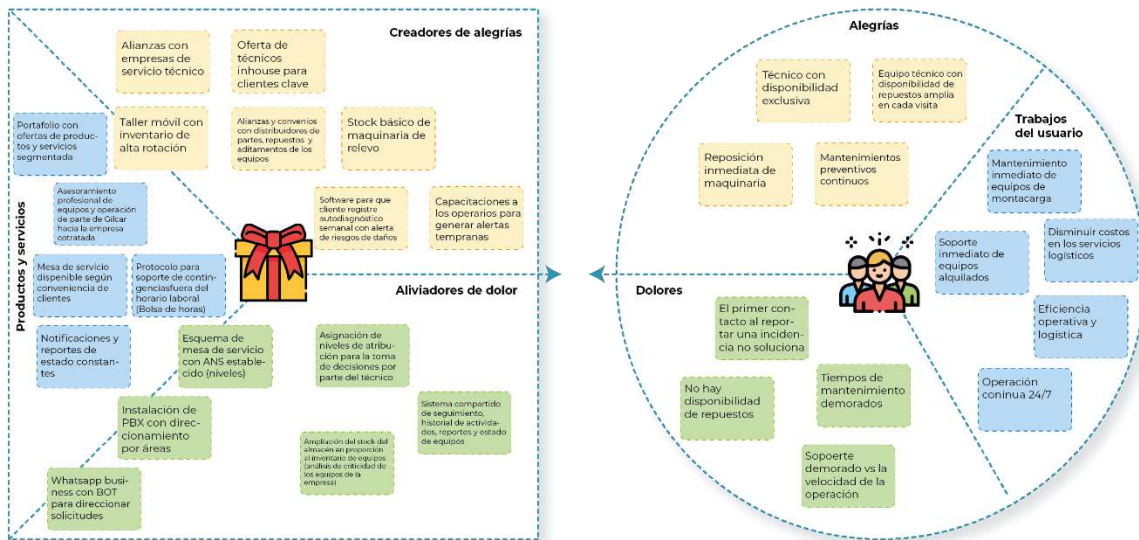 Creadores de alegrías
Alianzas con
empresas de
servicio técnico
Oferta de
técnicos
inhouse para
clientes clave
Taller móvil con
inventario de
alta rotación
Alianzas y convenios
con distribuidores de
partes, repuestos y
aditamentos de los
equipos
Stock básico de
maquinaria de
relevo
Software para que
cliente registre
autodiagnóstico
semanal con alerta
de riesgos de daños
Capacitaciones a
los operarios para
generar alertas
tempranas
Productos y servicios
Portafolio con
ofertas de produc-
tos y servicios
segmentada
Asesoramiento
profesional de
equipos y operación
de parte de Gilcar
hacia la empresa
cotratada
Mesa de servicio
dispenible según
conveniencia de
clientes
Protocolo para
soporte de contin-
genciasfuera del
horario laboral
(Bolsa de horas)
Notificaciones y
reportes de
estado constan-
tes
Aliviadores de dolor
Esquema de
mesa de servicio
con ANS estable-
cido (niveles)
Asignación de
niveles de atribu-
ción para la toma
de decisiones por
parte del técnico
Instalación de
PBX con direc-
cionamiento
por áreas
Sistema compartido
de seguimiento,
historial de activida-
des, reportes y estado
de equipos
Ampliación del stock del
almacén en proporción
al inventario de equipos
(análisis de criticidad de
los equipos de la
empresa)
Whatsapp busi-
ness con BOT
para direccionar
solicitudes
Alegrías
Técnico con
disponibilidad
exclusiva
Equipo técnico con
disponibilidad de
repuestos amplia
en cada visita
Reposición
inmediata de
maquinaria
Mantenimientos
preventivos
continuos
Trabajos
del usuario
Mantenimiento
inmediato de
equipos de
montacarga
Disminuir costos
en los servicios
logísticos
Soporte
inmediato de
equipos
alquilados
Eficiencia
operativa y
logística
Operación
continua 24/7
Dolores
El primer con-
tacto al repor-
tar una inciden-
cia no soluciona
No hay
disponibilidad
de repuestos
Tiempos de
mantenimiento
demorados
Sopoerte
demorado vs la
velocidad de la
operación